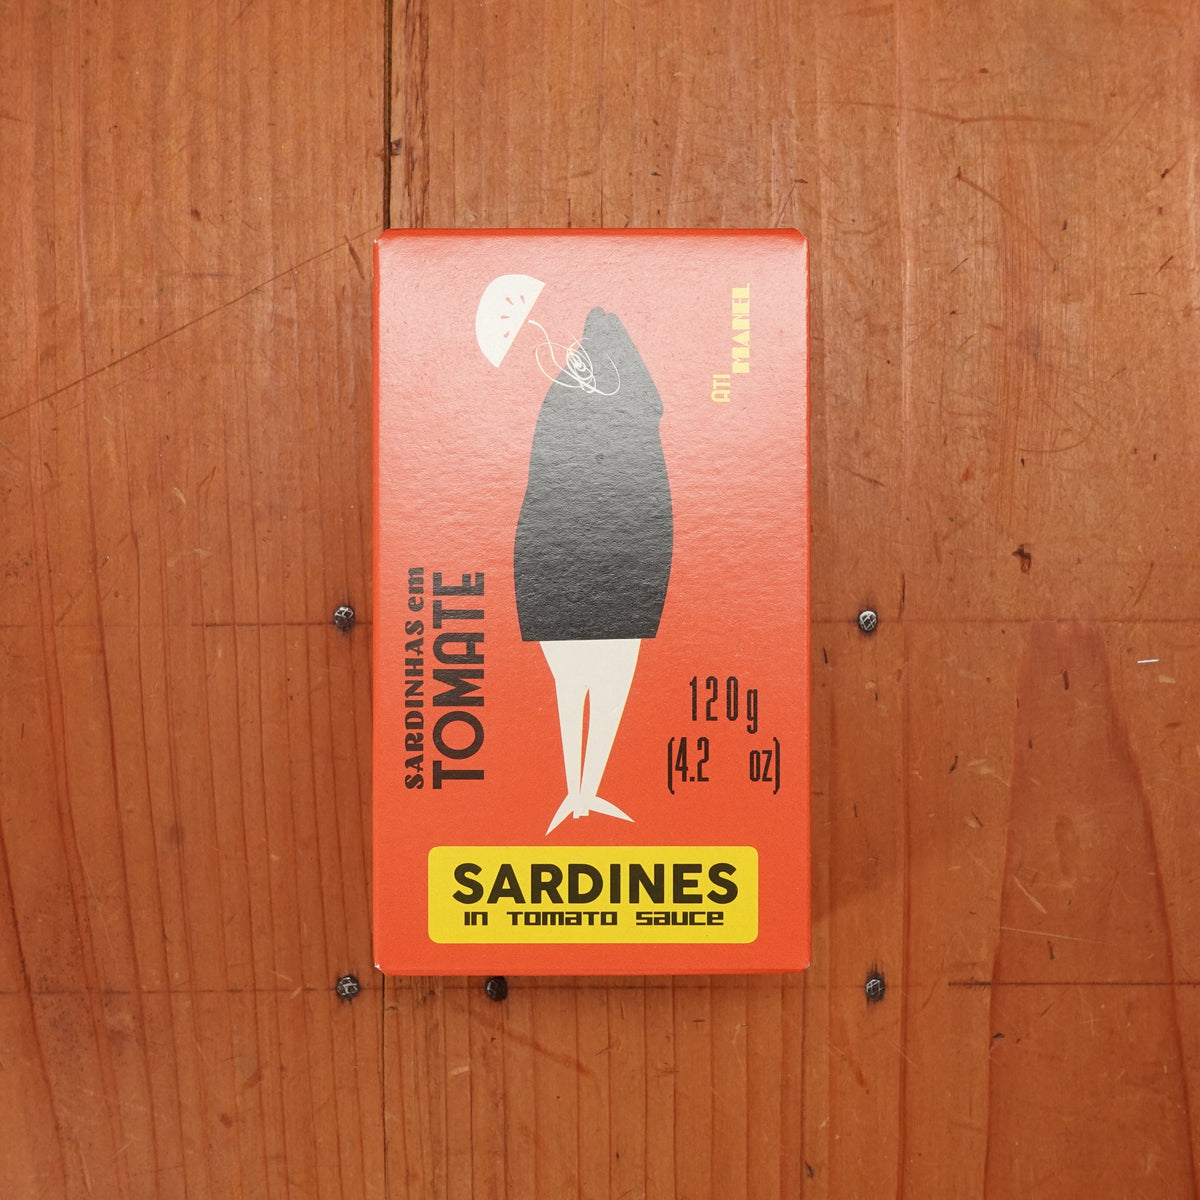 ATI
MANEL
SARDINHAS em
TOMATE
120g
(4.2 oz)
SARDINES
in tomato sauce